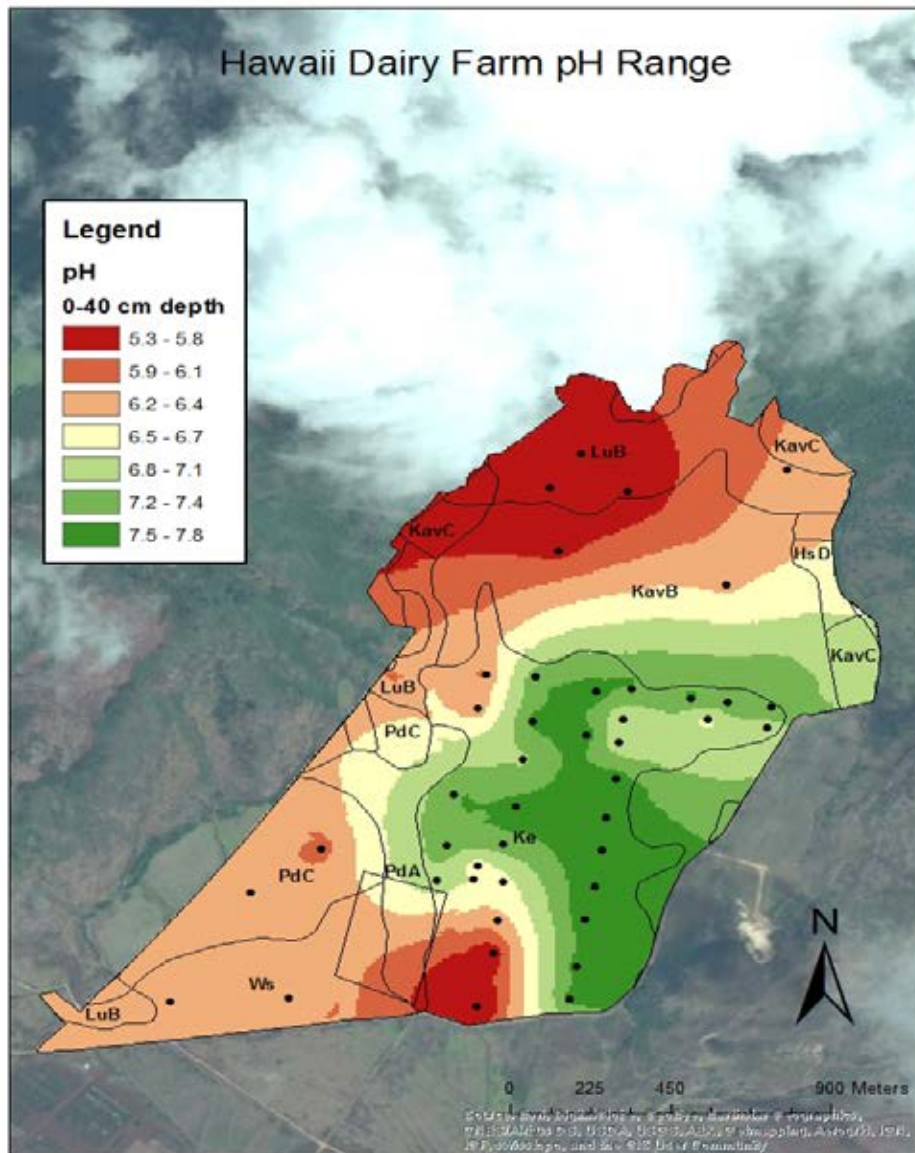 Hawaii Dairy Farm pH Range
Legend
pH
0-40 cm depth
5.3 - 5.8
5.9 - 6.1
6.2 - 6.4
6.5 - 6.7
6.8 - 7.1
7.2 - 7.4
7.5 - 7.8
LuB
KavC
KavC
HsD
KavB
KavC
LuB
PdC
Ke
PdA
PdC
Ws
LuB
N
0 225 450 900 Meters
User Community